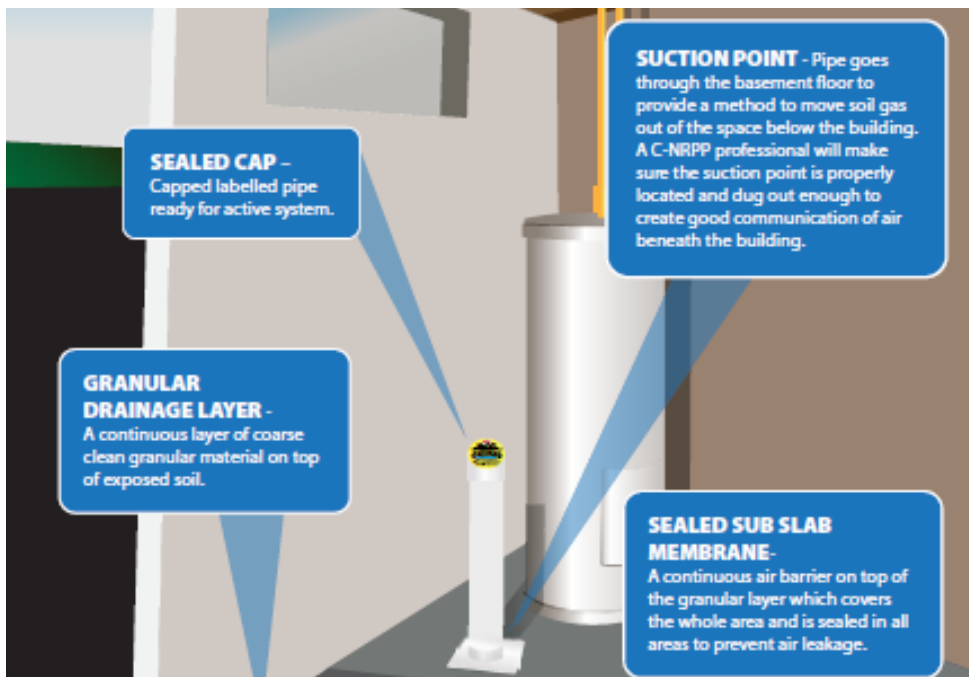 SUCTION POINT - Pipe goes
through the basement floor to
provide a method to move soil gas
out of the space below the building.
A C-NRPP professional will make
sure the suction point is properly
located and dug out enough to
create good communication of air
beneath the building.
SEALED CAP –
Capped labelled pipe
ready for active system.
GRANULAR
DRAINAGE LAYER -
A continuous layer of coarse
clean granular material on top
of exposed soil.
SEALED SUB SLAB
MEMBRANE-
A continuous air barrier on top of
the granular layer which covers
the whole area and is sealed in all
areas to prevent air leakage.